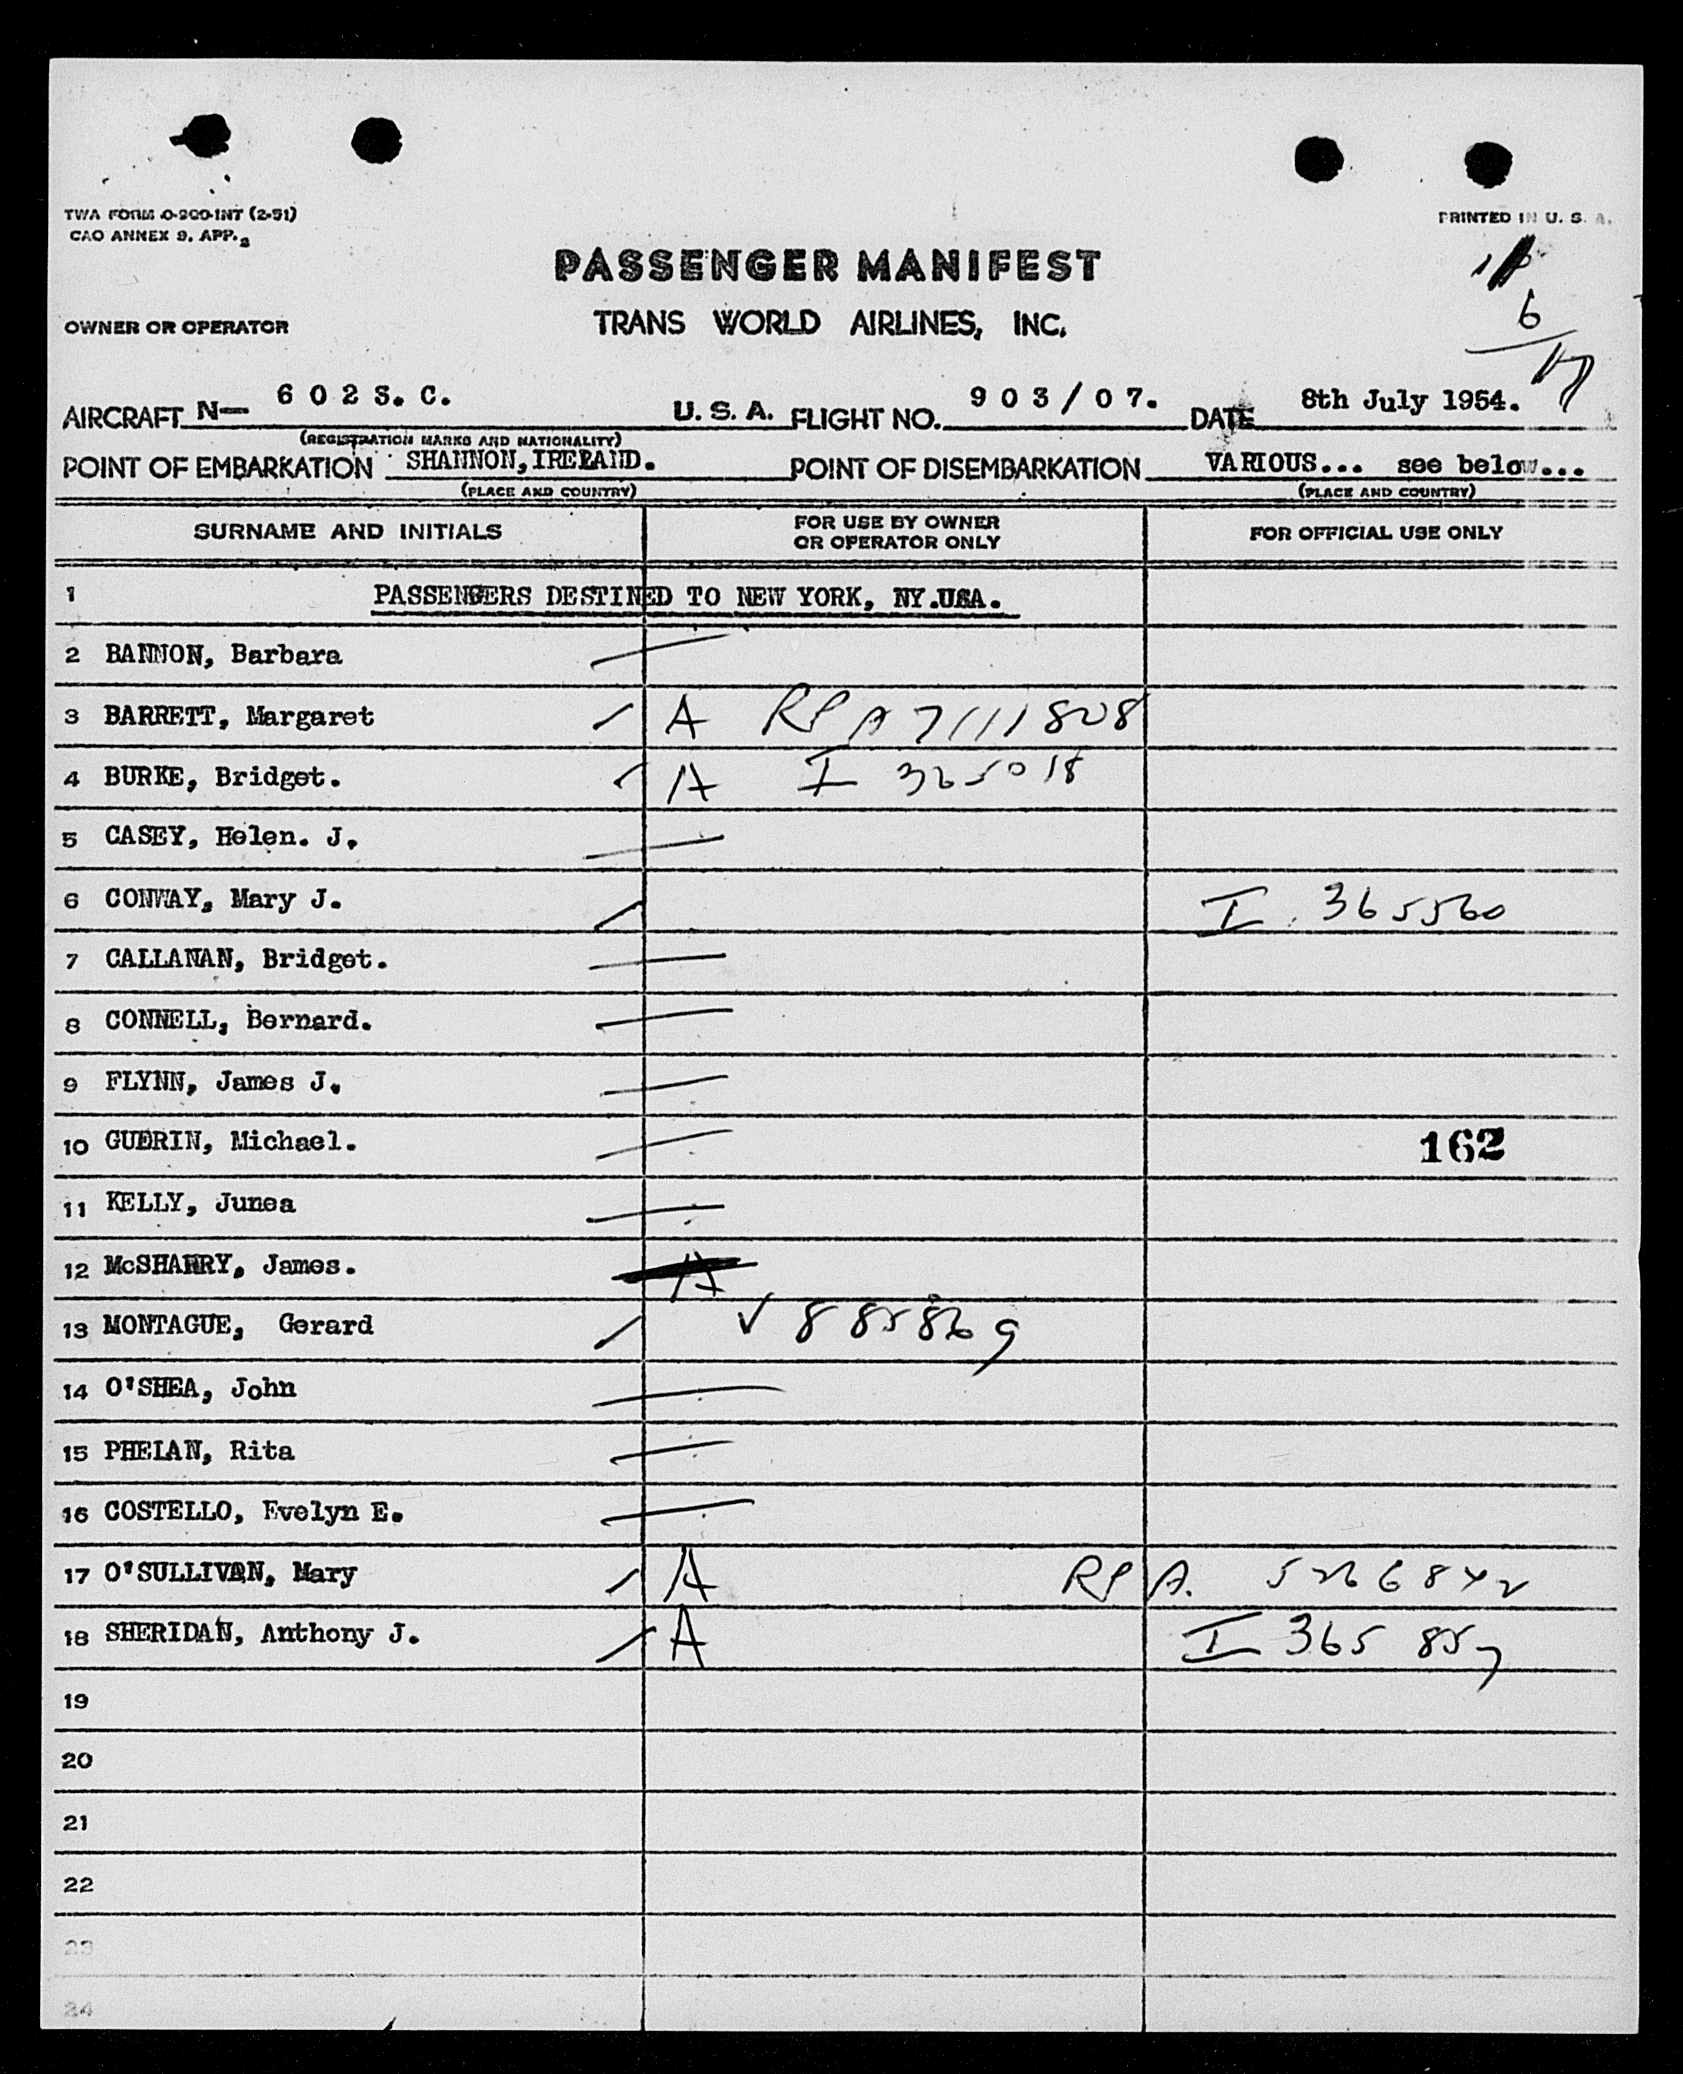 TWA FORM O-200-INT (2-51)
CAO ANNEX 9. APP. 2
PRINTED IN U. S. A.
PASSENGER MANIFEST
6
17
OWNER OR OPERATOR
TRANS WORLD AIRLINES, INC.
AIRCRAFT N— 6 0 2 S. C. U. S. A. FLIGHT NO. 9 0 3 / 0 7. DATE 8th July 1954.
(REGISTRATION MARKS AND NATIONALITY)
POINT OF EMBARKATION SHANNON, IRELAND. POINT OF DISEMBARKATION VARIOUS... see below...
(PLACE AND COUNTRY) (PLACE AND COUNTRY)
SURNAME AND INITIALS FOR USE BY OWNER OR OPERATOR ONLY FOR OFFICIAL USE ONLY
1 PASSENGERS DESTINED TO NEW YORK, NY.USA.
2 BANNON, Barbara
3 BARRETT, Margaret A RP A 7111808
4 BURKE, Bridget. A I 365018
5 CASEY, Helen. J.
6 CONWAY, Mary J. I. 365560
7 CALLANAN, Bridget.
8 CONNELL, Bernard.
9 FLYNN, James J.
10 GUERIN, Michael. 162
11 KELLY, Junea
12 McSHARRY, James. A
13 MONTAGUE, Gerard ✓ 885869
14 O'SHEA, John
15 PHELAN, Rita
16 COSTELLO, Evelyn E.
17 O'SULLIVAN, Mary A RP A. 5266842
18 SHERIDAN, Anthony J. A I 365 857
19
20
21
22
23
24